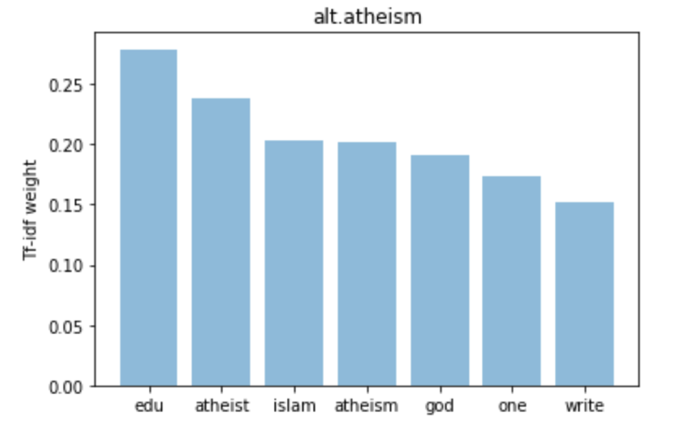 alt.atheism
Tf-idf weight
0.25
0.20
0.15
0.10
0.05
0.00
edu atheist islam atheism god one write